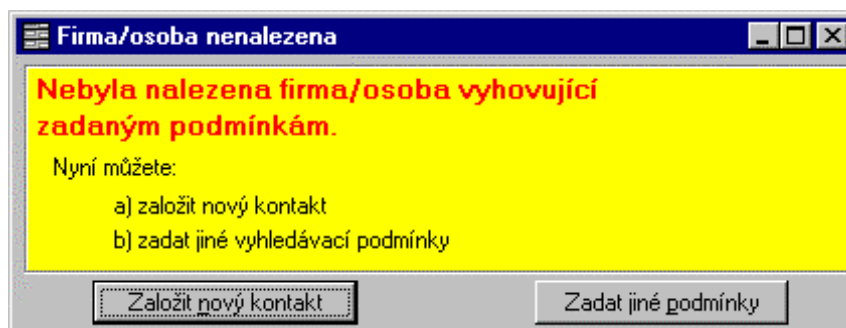 Firma/osoba nenalezena
Nebyla nalezena firma/osoba vyhovující
zadaným podmínkám.
Nyní můžete:
a) založit nový kontakt
b) zadat jiné vyhledávací podmínky
Založit nový kontakt
Zadat jiné podmínky